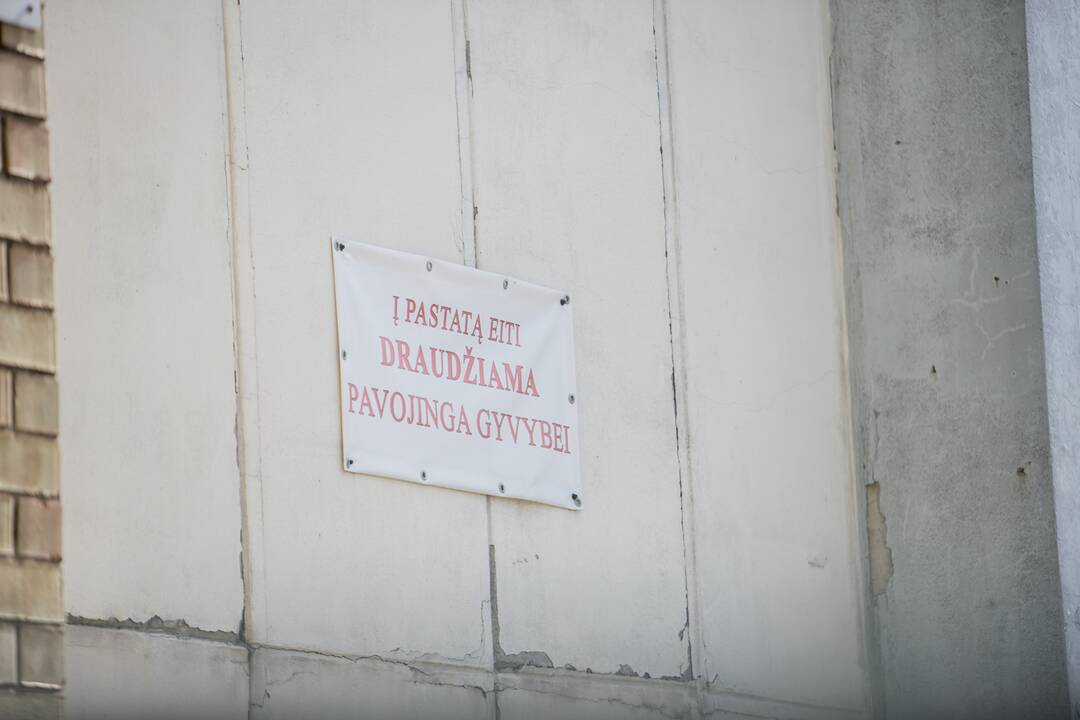 Į PASTATĄ EITI
DRAUDŽIAMA
PAVOJINGA GYVYBEI